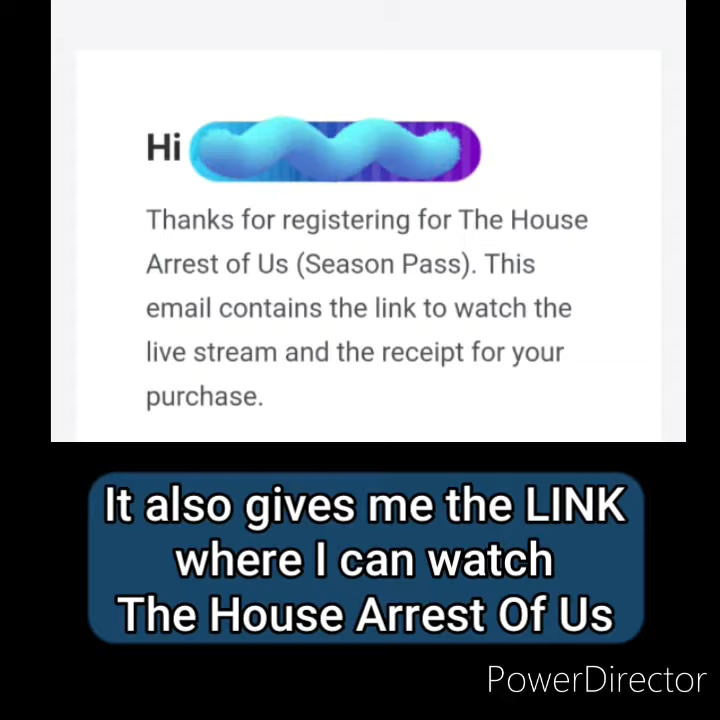 Hi
Thanks for registering for The House
Arrest of Us (Season Pass). This
email contains the link to watch the
live stream and the receipt for your
purchase.
It also gives me the LINK
where I can watch
The House Arrest Of Us
PowerDirector